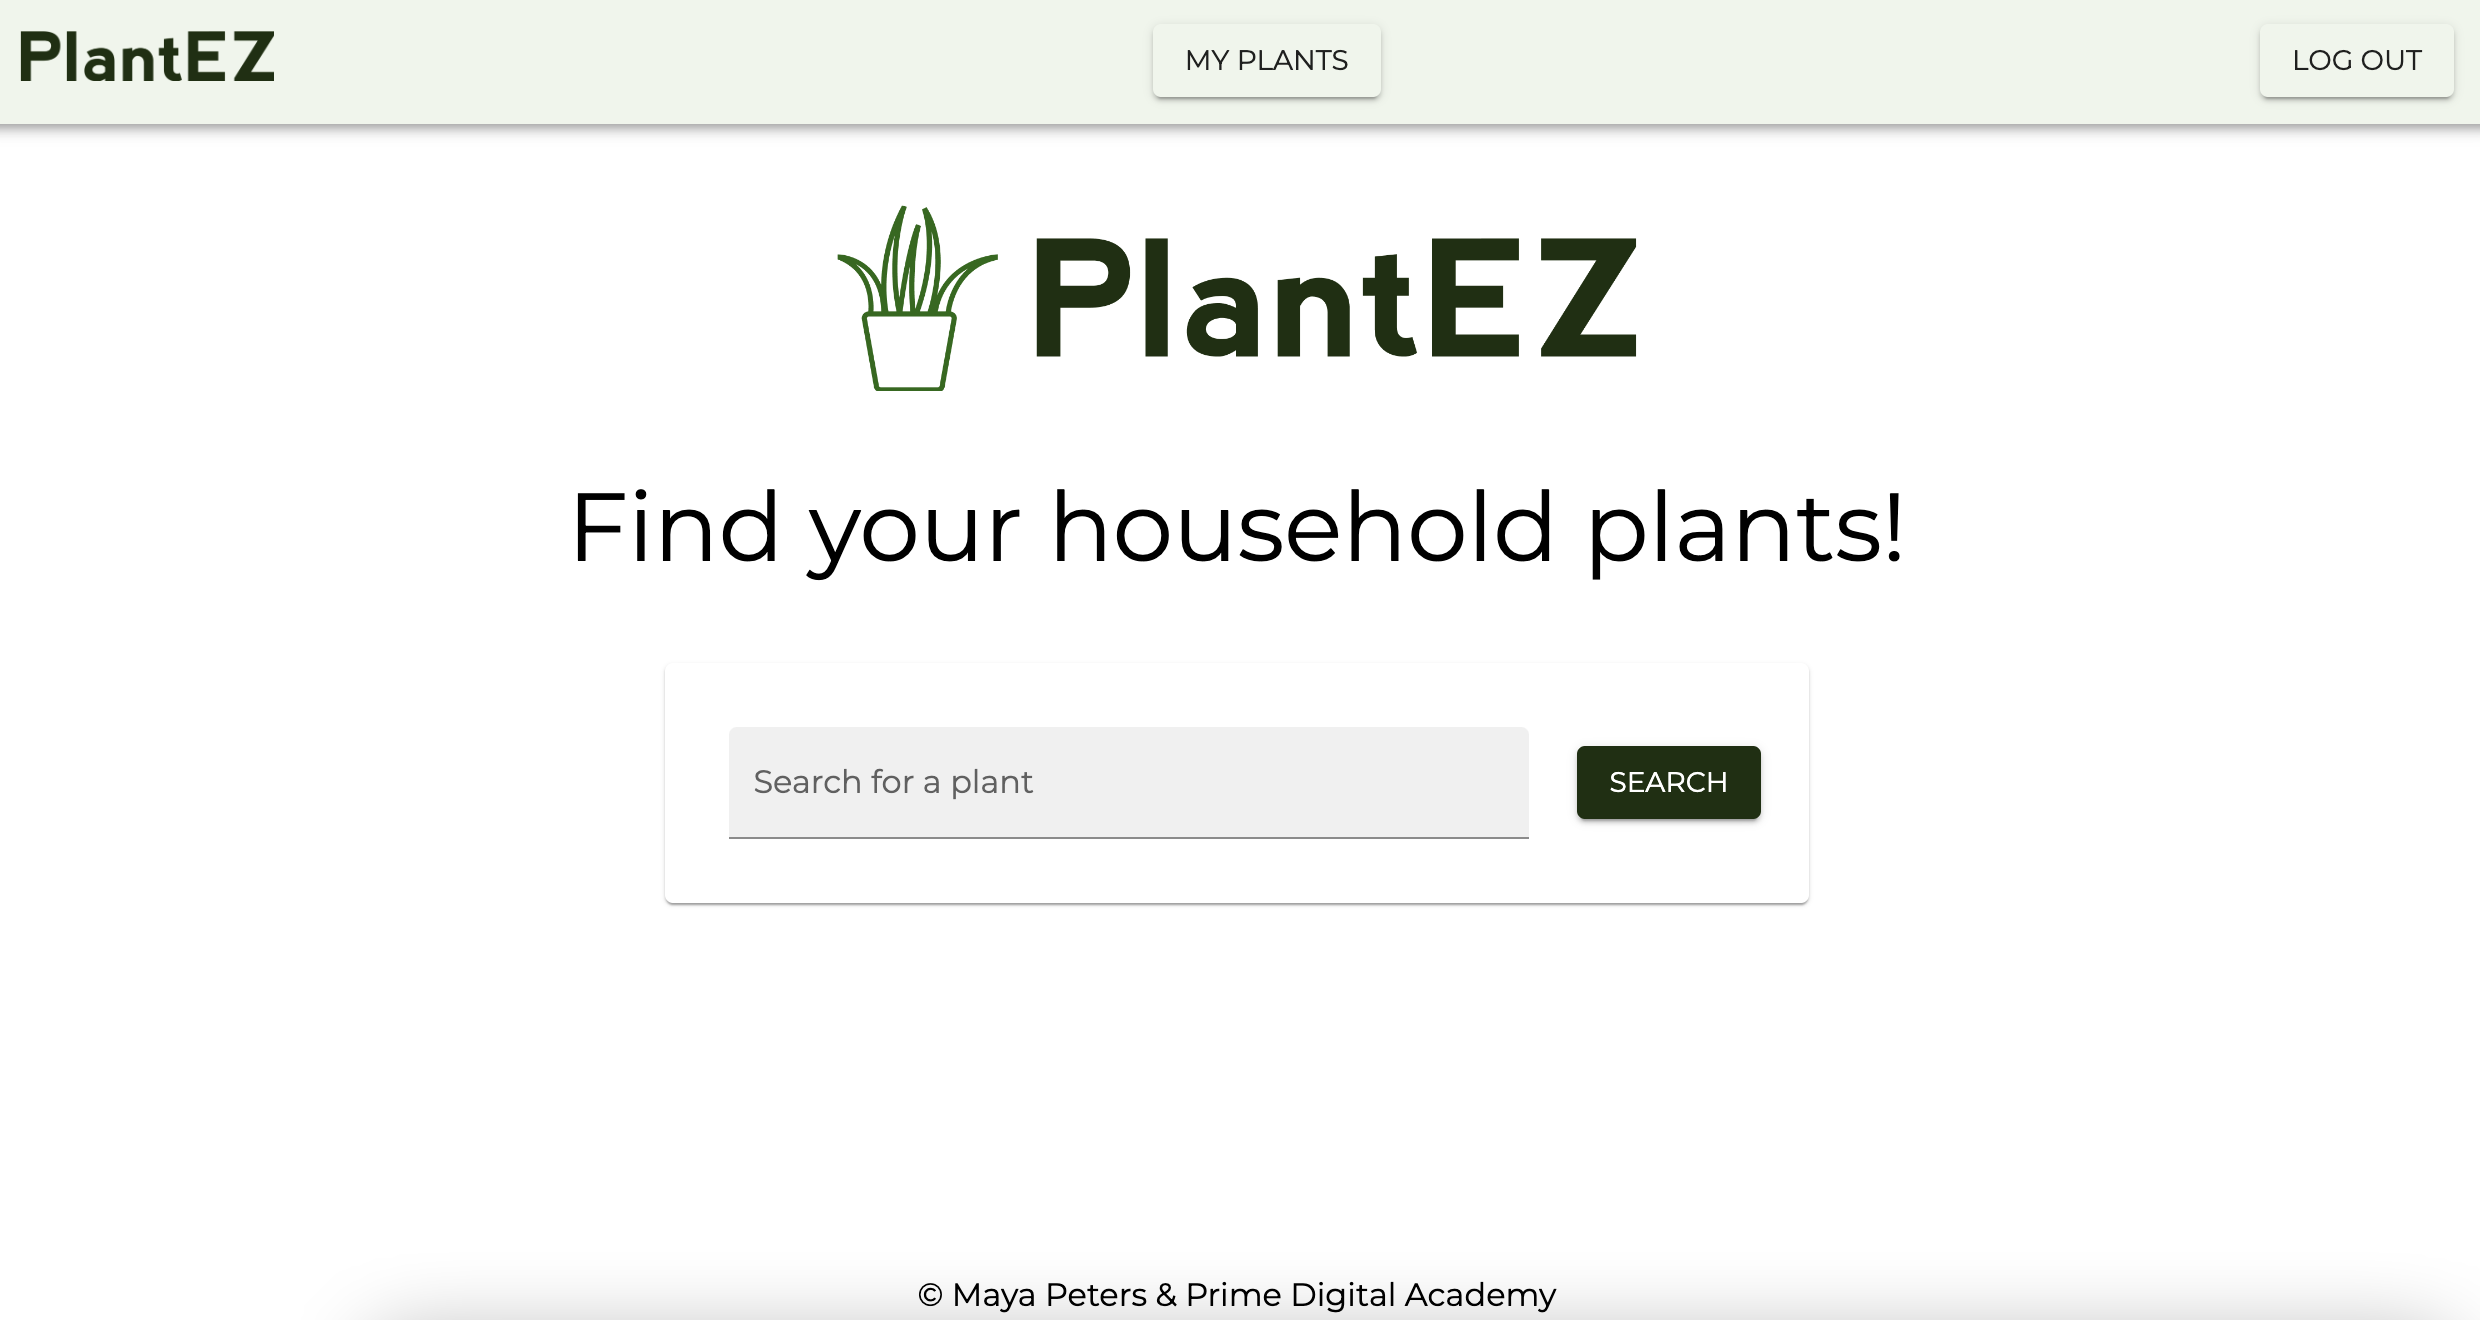 PlantEZ
MY PLANTS
LOG OUT
PlantEZ
Find your household plants!
Search for a plant
SEARCH
© Maya Peters & Prime Digital Academy